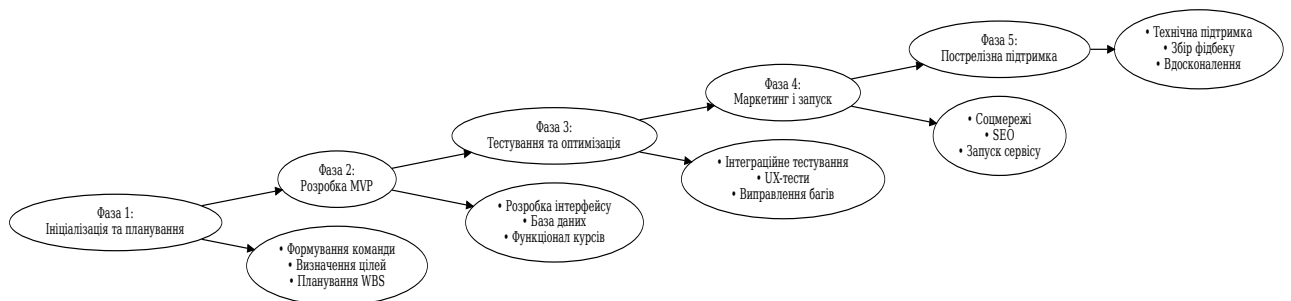 Фаза 1:
Ініціалізація та планування
• Формування команди
• Визначення цілей
• Планування WBS
Фаза 2:
Розробка MVP
• Розробка інтерфейсу
• База даних
• Функціонал курсів
Фаза 3:
Тестування та оптимізація
• Інтеграційне тестування
• UX-тести
• Виправлення багів
Фаза 4:
Маркетинг і запуск
• Соцмережі
• SEO
• Запуск сервісу
Фаза 5:
Пострелізна підтримка
• Технічна підтримка
• Збір фідбеку
• Вдосконалення